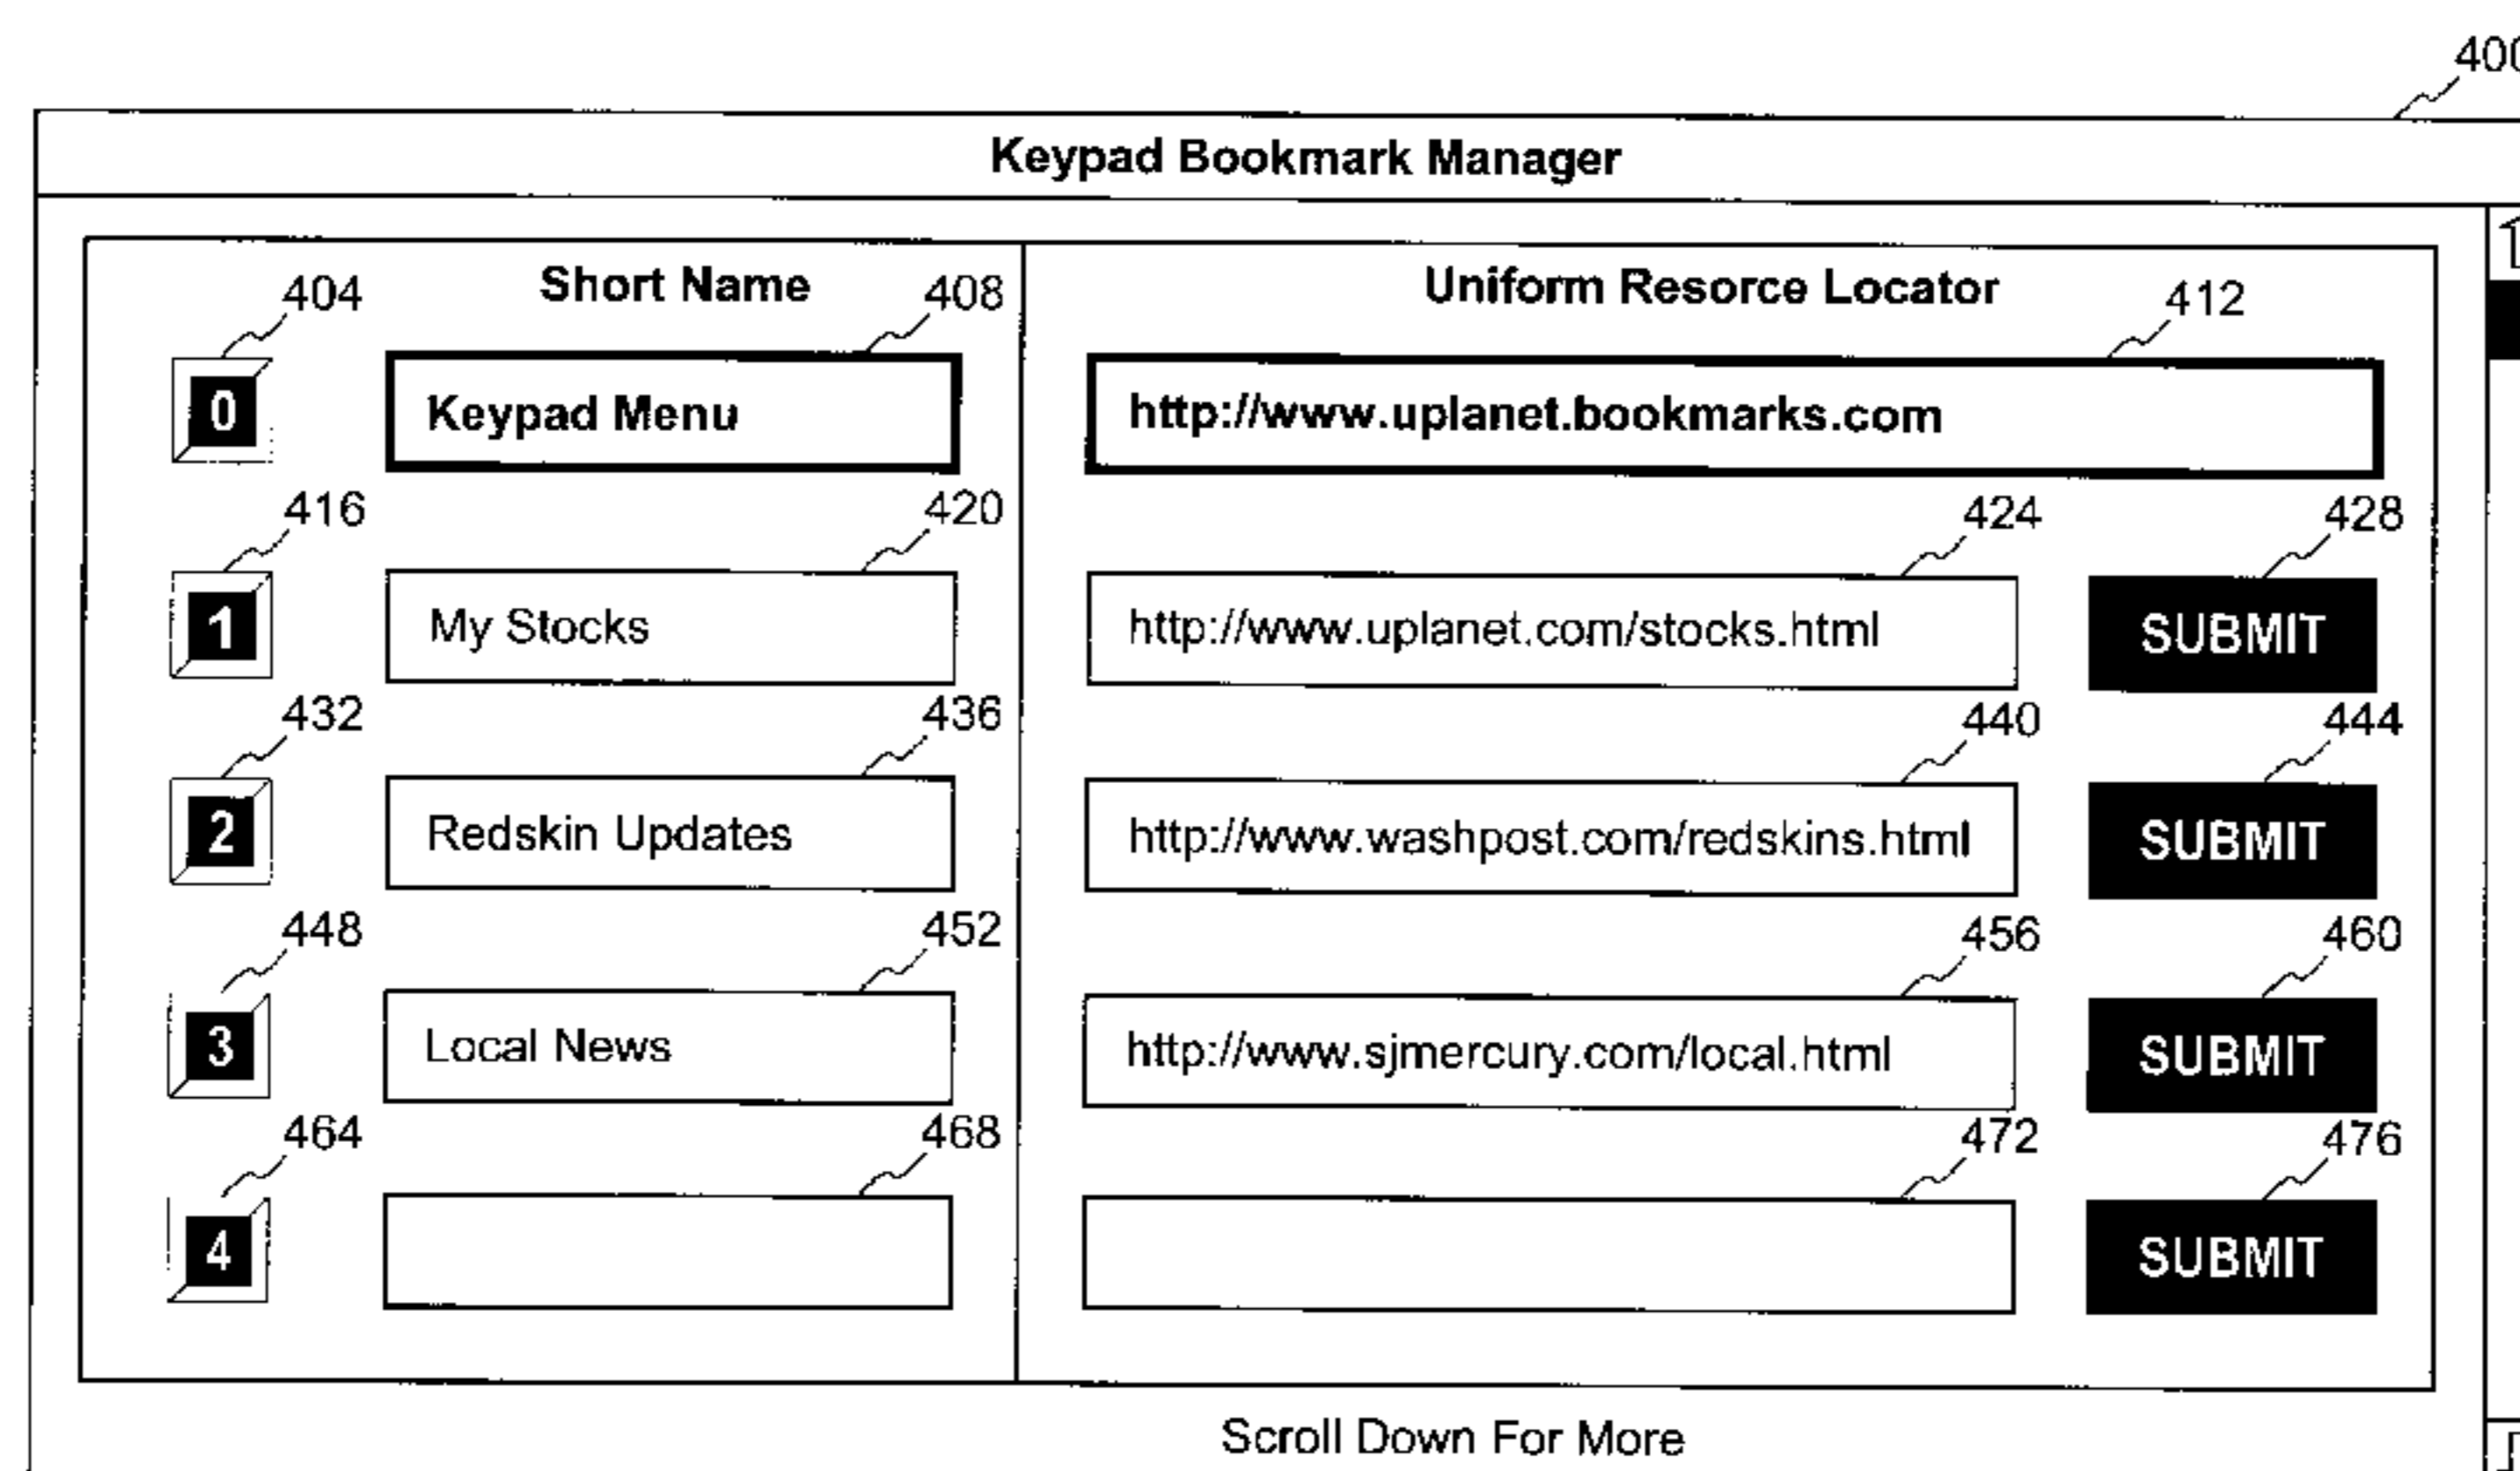 400
Keypad Bookmark Manager
404 Short Name 408 Uniform Resorce Locator 412
0 Keypad Menu http://www.uplanet.bookmarks.com
416 420 424 428
1 My Stocks http://www.uplanet.com/stocks.html SUBMIT
432 436 440 444
2 Redskin Updates http://www.washpost.com/redskins.html SUBMIT
448 452 456 460
3 Local News http://www.sjmercury.com/local.html SUBMIT
464 468 472 476
4 SUBMIT
Scroll Down For More